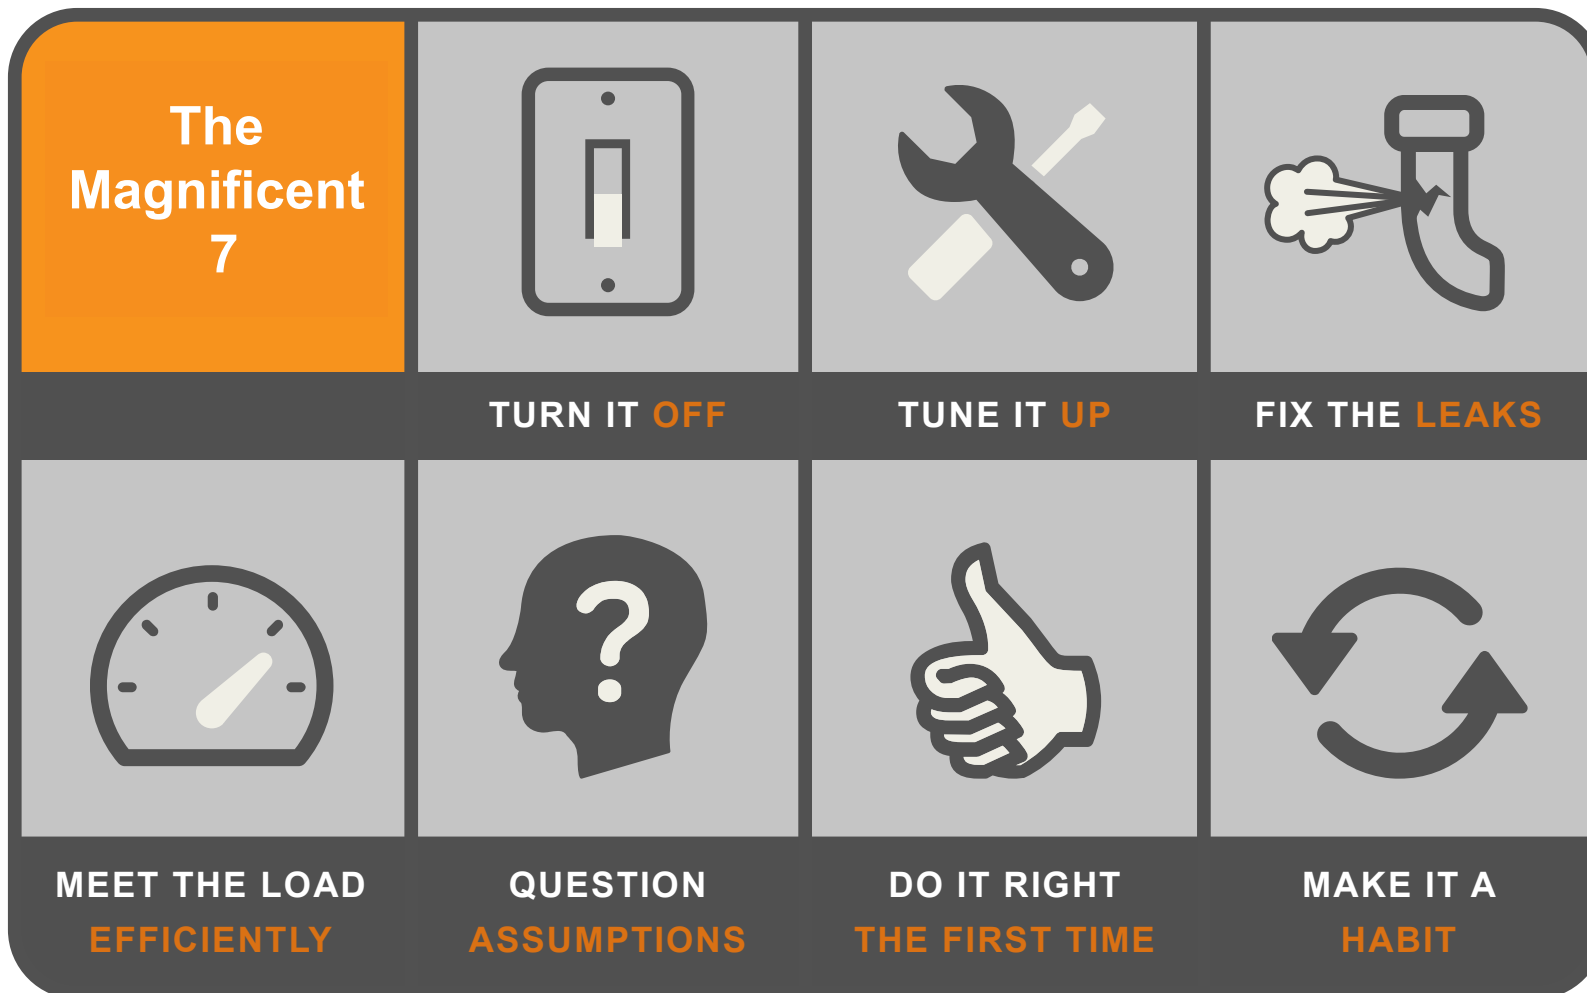 The
Magnificent
7
TURN IT OFF
TUNE IT UP
FIX THE LEAKS
MEET THE LOAD
EFFICIENTLY
QUESTION
ASSUMPTIONS
DO IT RIGHT
THE FIRST TIME
MAKE IT A
HABIT